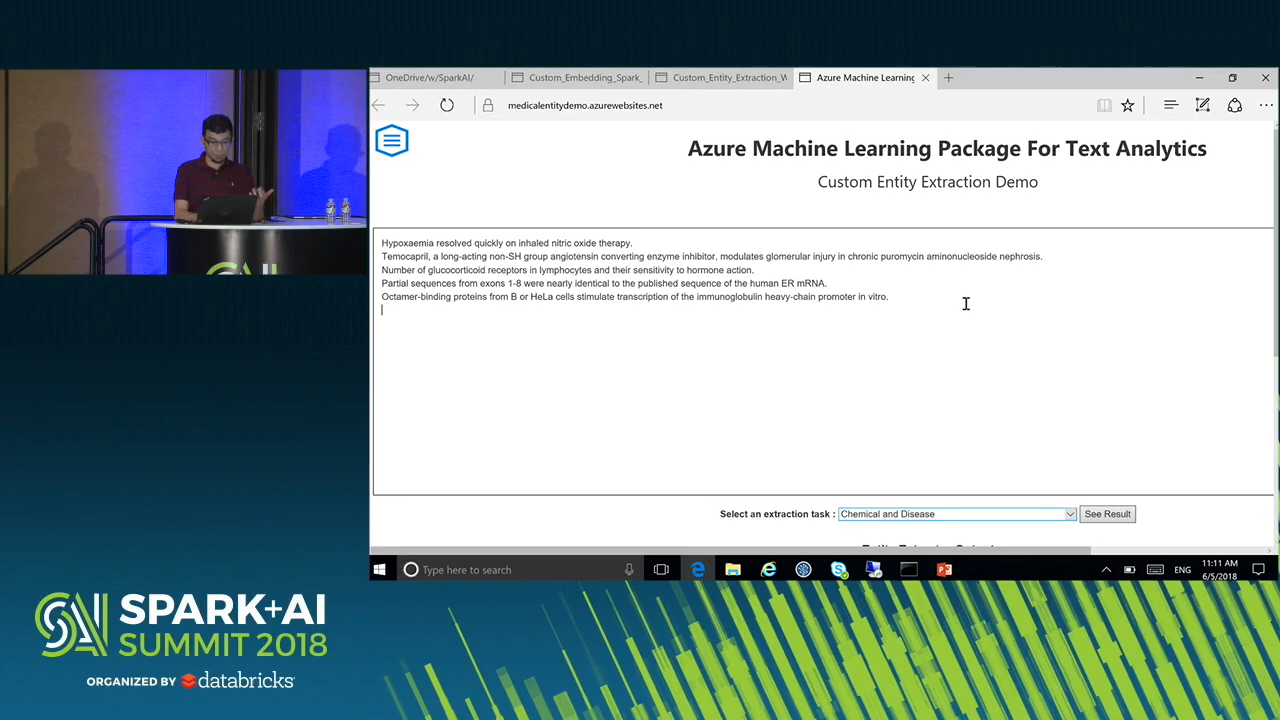 OneDrive/w/SparkAI/
Custom_Embedding_Spark_
Custom_Entity_Extraction_W
Azure Machine Learning
medicalentitydemo.azurewebsites.net
Azure Machine Learning Package For Text Analytics
Custom Entity Extraction Demo
Hypoxaemia resolved quickly on inhaled nitric oxide therapy.
Temocapril, a long-acting non-SH group angiotensin converting enzyme inhibitor, modulates glomerular injury in chronic puromycin aminonucleoside nephrosis.
Number of glucocorticoid receptors in lymphocytes and their sensitivity to hormone action.
Partial sequences from exons 1-8 were nearly identical to the published sequence of the human ER mRNA.
Octamer-binding proteins from B or HeLa cells stimulate transcription of the immunoglobulin heavy-chain promoter in vitro.
Select an extraction task : Chemical and Disease See Result
Type here to search
ENG
11:11 AM
6/5/2018
SPARK+AI
SUMMIT 2018
ORGANIZED BY databricks